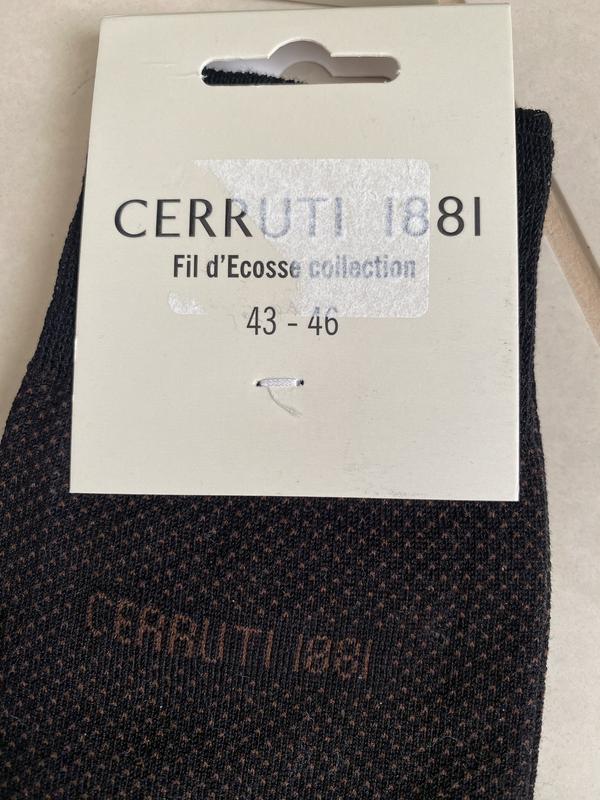 CERRUTI 1881
Fil d'Ecosse collection
43 - 46
CERRUTI 1881